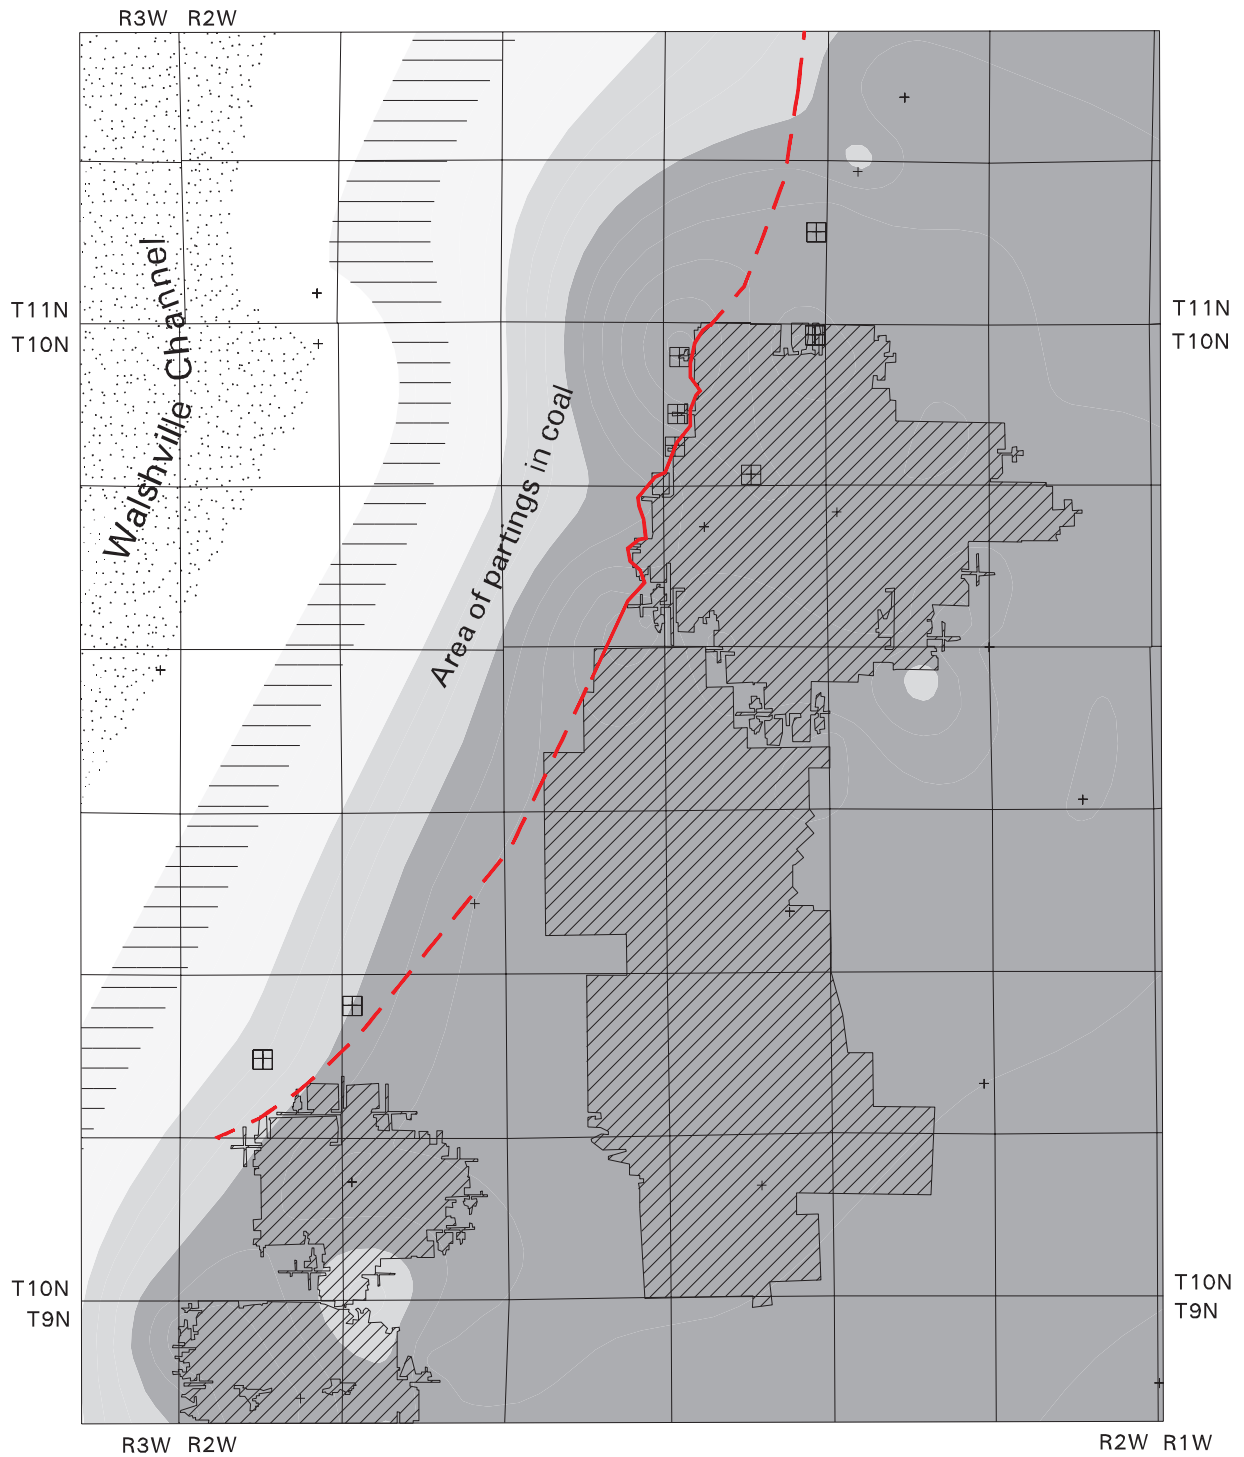 R3W R2W
T11N
T10N
T11N
T10N
Walshville Channel
Area of partings in coal
T10N
T9N
T10N
T9N
R3W R2W
R2W R1W